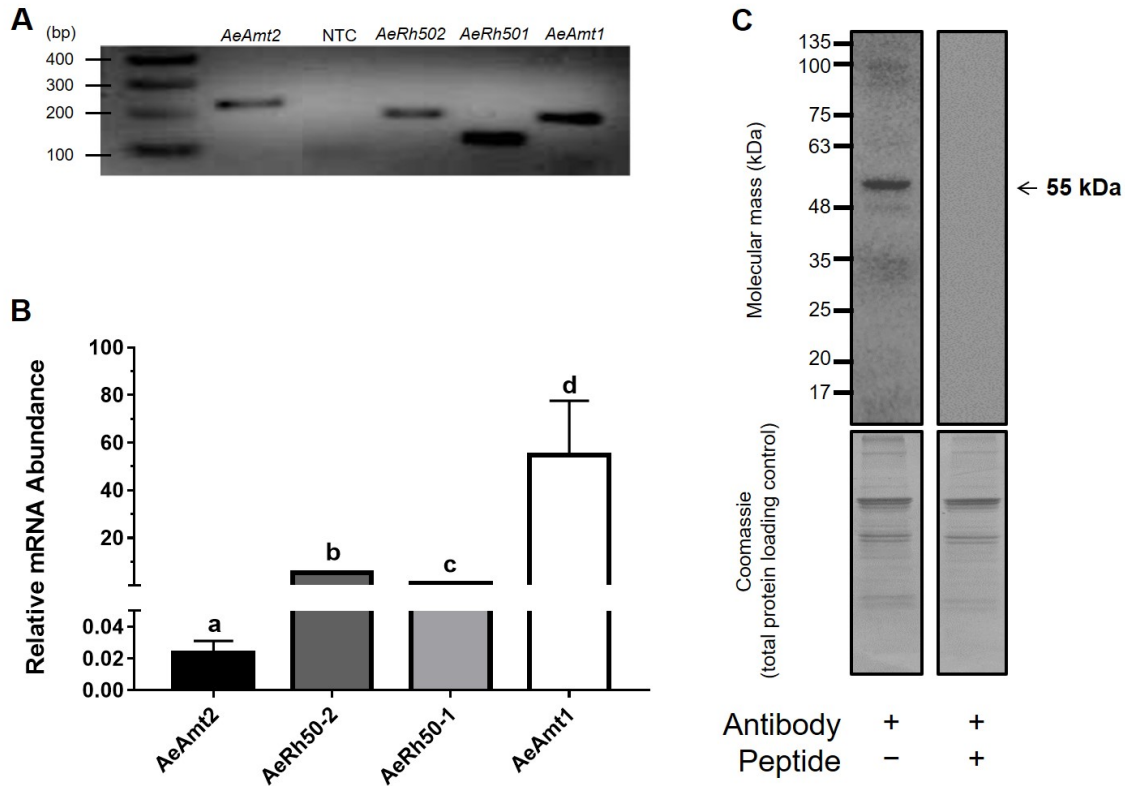 A
(bp)
AeAmt2
NTC
AeRh502
AeRh501
AeAmt1
400
300
200
100
B
Relative mRNA Abundance
100
80
60
40
20
0.04
0.02
0.00
a
b
c
d
AeAmt2
AeRh50-2
AeRh50-1
AeAmt1
C
Molecular mass (kDa)
135
100
75
63
48
35
25
20
17
← 55 kDa
Coomassie
(total protein loading control)
Antibody + +
Peptide − +